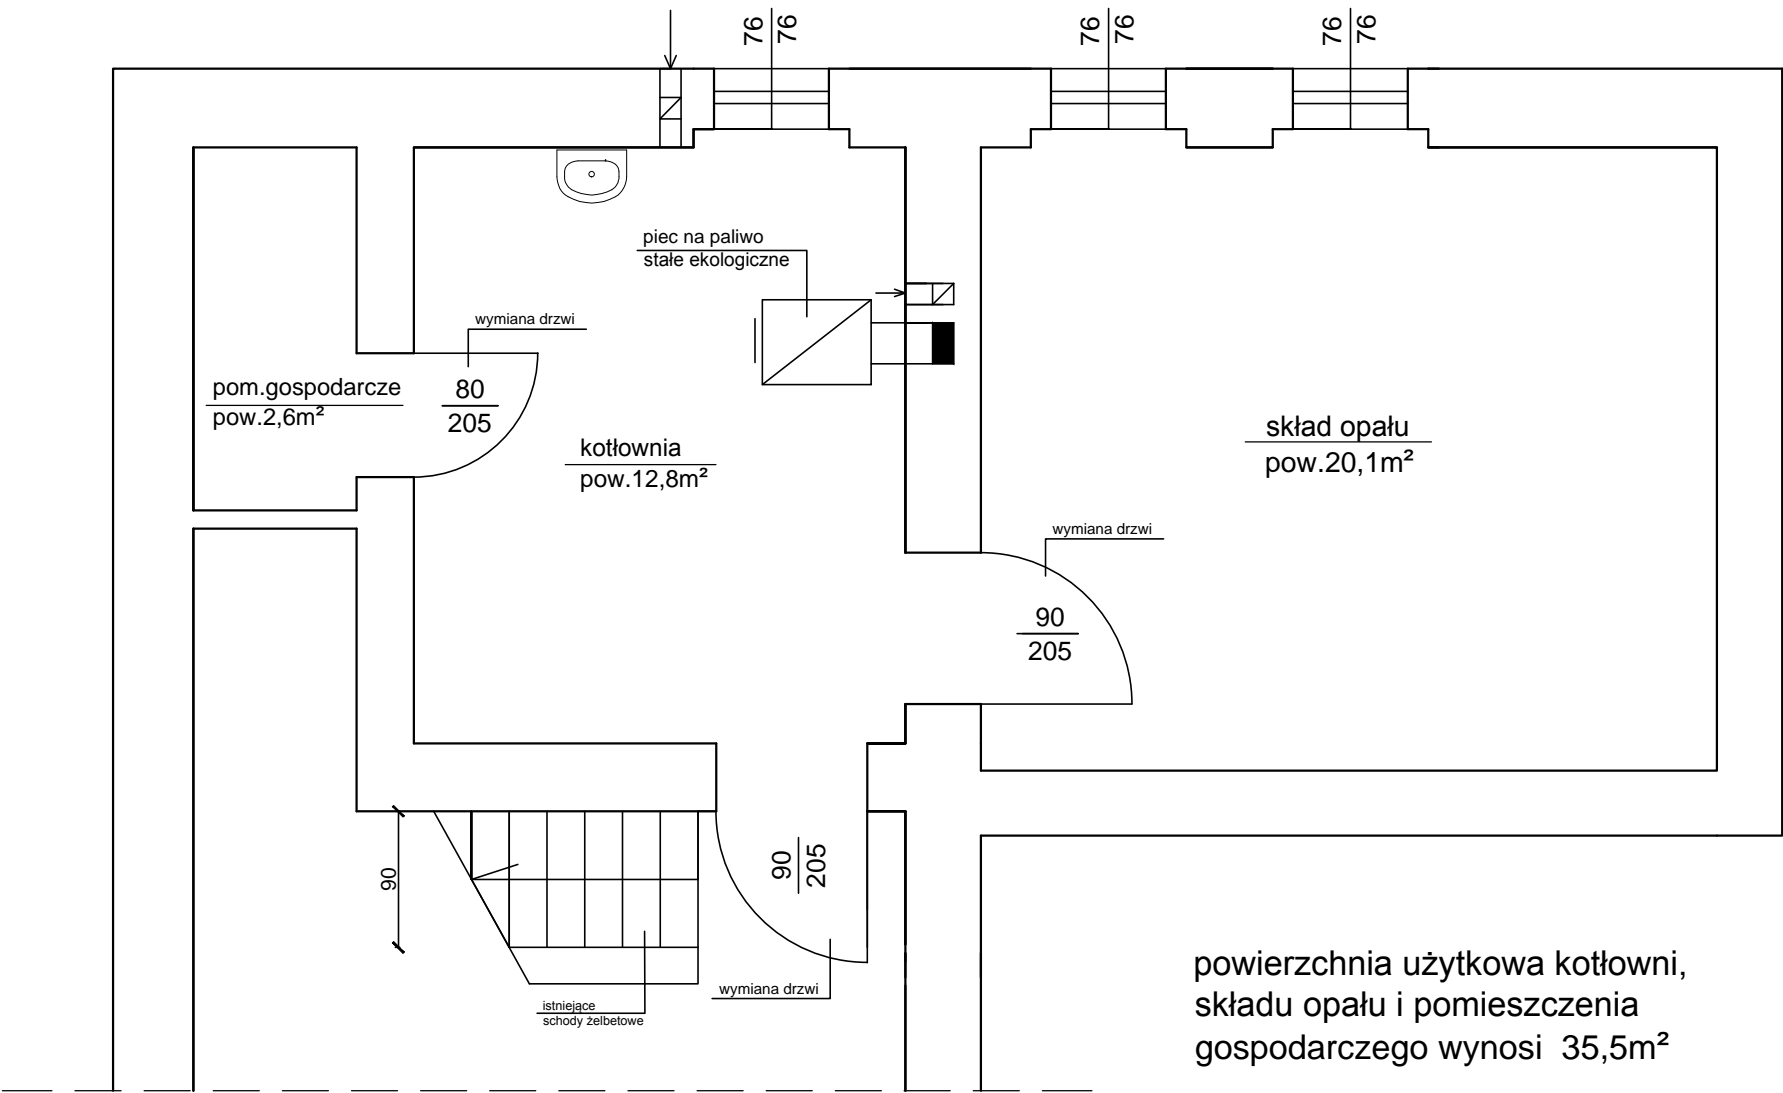 76
76
76
76
76
76
piec na paliwo
stałe ekologiczne
wymiana drzwi
pom.gospodarcze
pow.2,6m²
80
205
kotłownia
pow.12,8m²
skład opału
pow.20,1m²
wymiana drzwi
90
205
90
90
205
wymiana drzwi
istniejące
schody żelbetowe
powierzchnia użytkowa kotłowni,
składu opału i pomieszczenia
gospodarczego wynosi 35,5m²